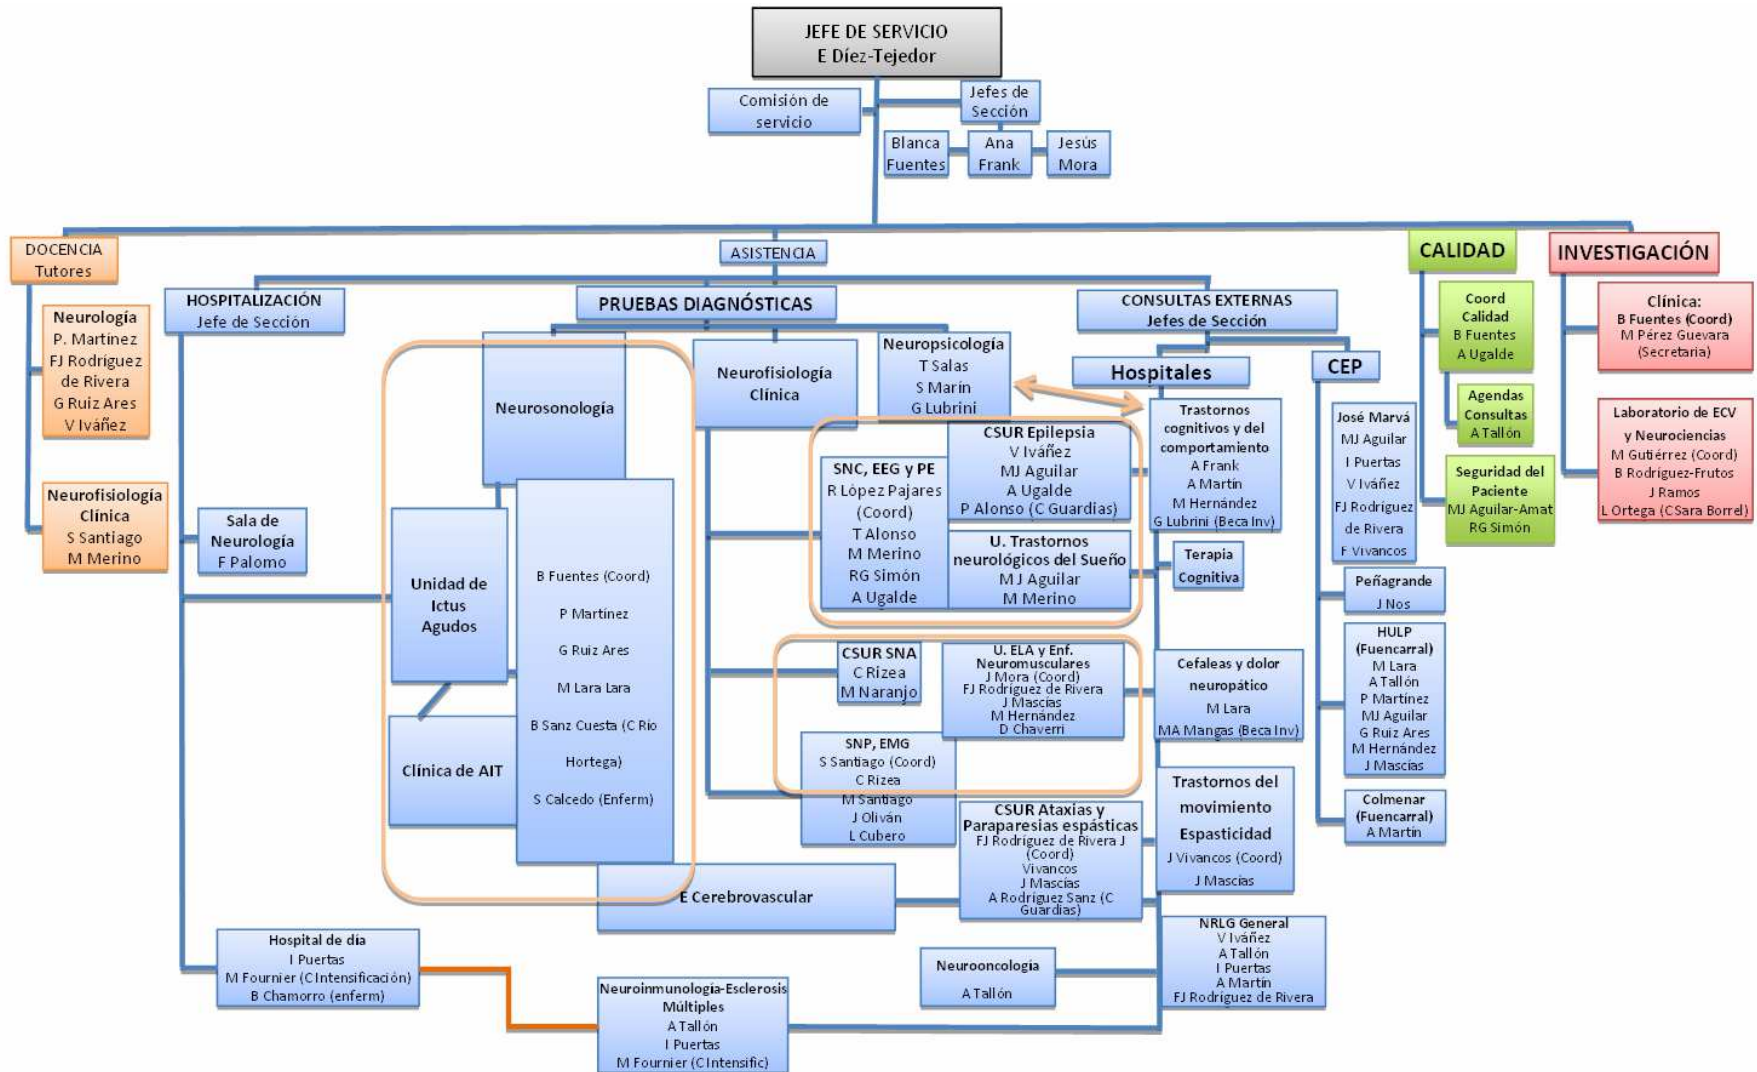 JEFE DE SERVICIO
E Díez-Tejedor
Comisión de
servicio
Jefes de
Sección
Blanca
Fuentes
Ana
Frank
Jesús
Mora
DOCENCIA
Tutores
Neurología
P. Martínez
FJ Rodríguez
de Rivera
G Ruiz Ares
V Iváñez
Neurofisiología
Clínica
S Santiago
M Merino
ASISTENCIA
HOSPITALIZACIÓN
Jefe de Sección
Sala de
Neurología
F Palomo
Unidad de
Ictus
Agudos
Clínica de AIT
B Fuentes (Coord)
P Martínez
G Ruiz Ares
M Lara Lara
B Sanz Cuesta (C Río
Hortega)
S Calcedo (Enferm)
Hospital de día
I Puertas
M Fournier (C Intensificación)
B Chamorro (enferm)
PRUEBAS DIAGNÓSTICAS
Neurosonología
Neurofisiología
Clínica
Neuropsicología
T Salas
S Marín
G Lubrini
SNC, EEG y PE
R López Pajares
(Coord)
T Alonso
M Merino
RG Simón
A Ugalde
CSUR Epilepsia
V Iváñez
MJ Aguilar
A Ugalde
P Alonso (C Guardias)
U. Trastornos
neurológicos del Sueño
M J Aguilar
M Merino
CSUR SNA
C Rizea
M Naranjo
U. ELA y Enf.
Neuromusculares
J Mora (Coord)
FJ Rodríguez de Rivera
J Mascías
M Hernández
D Chaverri
SNP, EMG
S Santiago (Coord)
C Rizea
M Santiago
J Oliván
L Cubero
CSUR Ataxias y
Paraparesias espásticas
FJ Rodríguez de Rivera J
(Coord)
Vivancos
J Mascías
A Rodríguez Sanz (C
Guardias)
E Cerebrovascular
Neurooncología
A Tallón
Neuroinmunología-Esclerosis
Múltiples
A Tallón
I Puertas
M Fournier (C Intensific)
CONSULTAS EXTERNAS
Jefes de Sección
Hospitales
Trastornos
cognitivos y del
comportamiento
A Frank
A Martín
M Hernández
G Lubrini (Beca Inv)
Terapia
Cognitiva
Cefaleas y dolor
neuropático
M Lara
MA Mangas (Beca Inv)
Trastornos del
movimiento
Espasticidad
J Vivancos (Coord)
J Mascías
NRLG General
V Iváñez
A Tallón
I Puertas
A Martín
FJ Rodríguez de Rivera
CEP
José Marvá
MJ Aguilar
I Puertas
V Iváñez
FJ Rodríguez
de Rivera
F Vivancos
Peñagrande
J Nos
HULP
(Fuencarral)
M Lara
A Tallón
P Martínez
MJ Aguilar
G Ruiz Ares
M Hernández
J Mascías
Colmenar
(Fuencarral)
A Martín
CALIDAD
Coord
Calidad
B Fuentes
A Ugalde
Agendas
Consultas
A Tallón
Seguridad del
Paciente
MJ Aguilar-Amat
RG Simón
INVESTIGACIÓN
Clínica:
B Fuentes (Coord)
M Pérez Guevara
(Secretaria)
Laboratorio de ECV
y Neurociencias
M Gutiérrez (Coord)
B Rodríguez-Frutos
J Ramos
L Ortega (CSara Borrel)